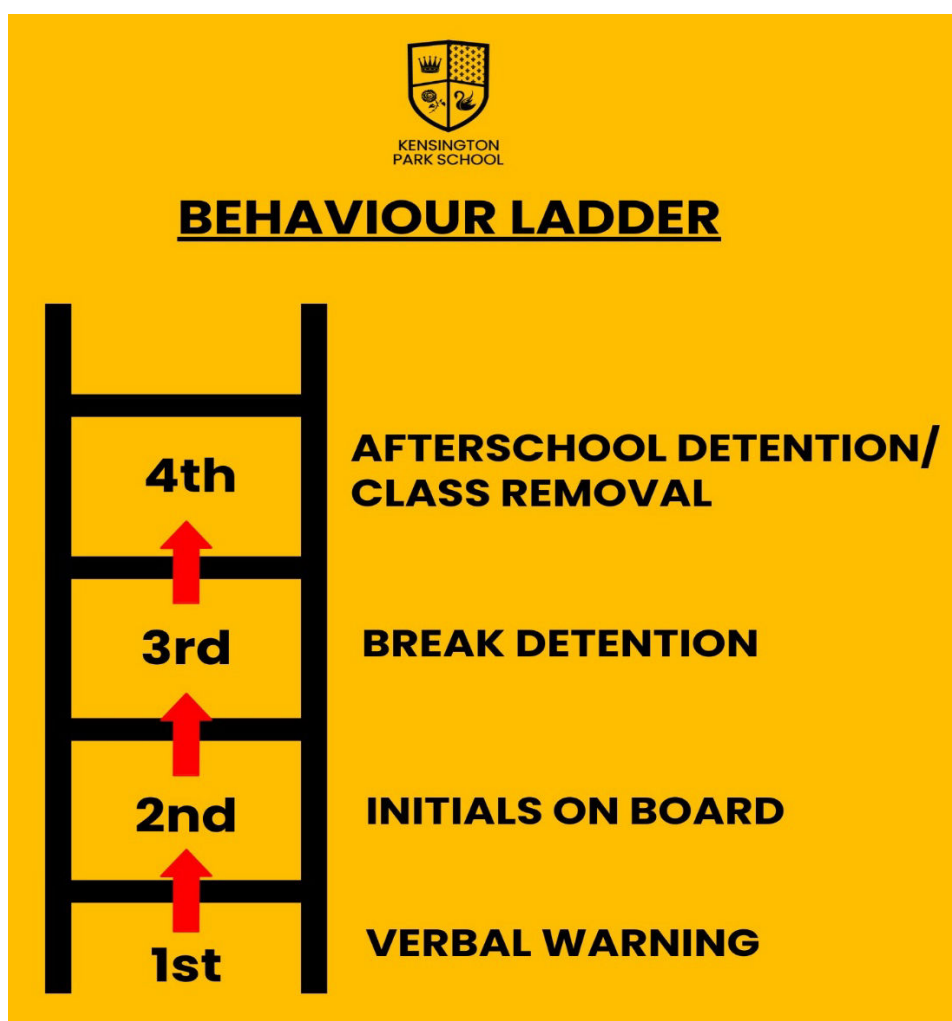 KENSINGTON
PARK SCHOOL
BEHAVIOUR LADDER
4th
AFTERSCHOOL DETENTION/
CLASS REMOVAL
3rd
BREAK DETENTION
2nd
INITIALS ON BOARD
1st
VERBAL WARNING